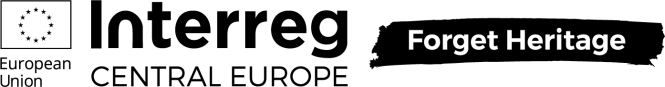 Interreg
Forget Heritage
European
Union
CENTRAL EUROPE